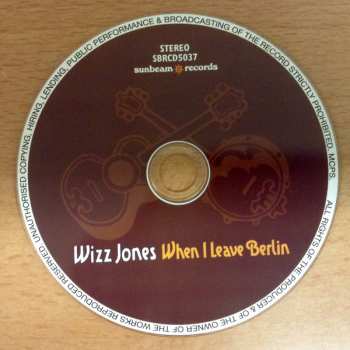 STEREO
SBRCD5037
sunbeam records
Wizz Jones When I Leave Berlin
ALL RIGHTS OF THE PRODUCER & OF THE OWNER OF THE WORKS REPRODUCED RESERVED UNAUTHORISED COPYING, HIRING, LENDING, PUBLIC PERFORMANCE & BROADCASTING OF THE RECORD STRICTLY PROHIBITED. MCPS